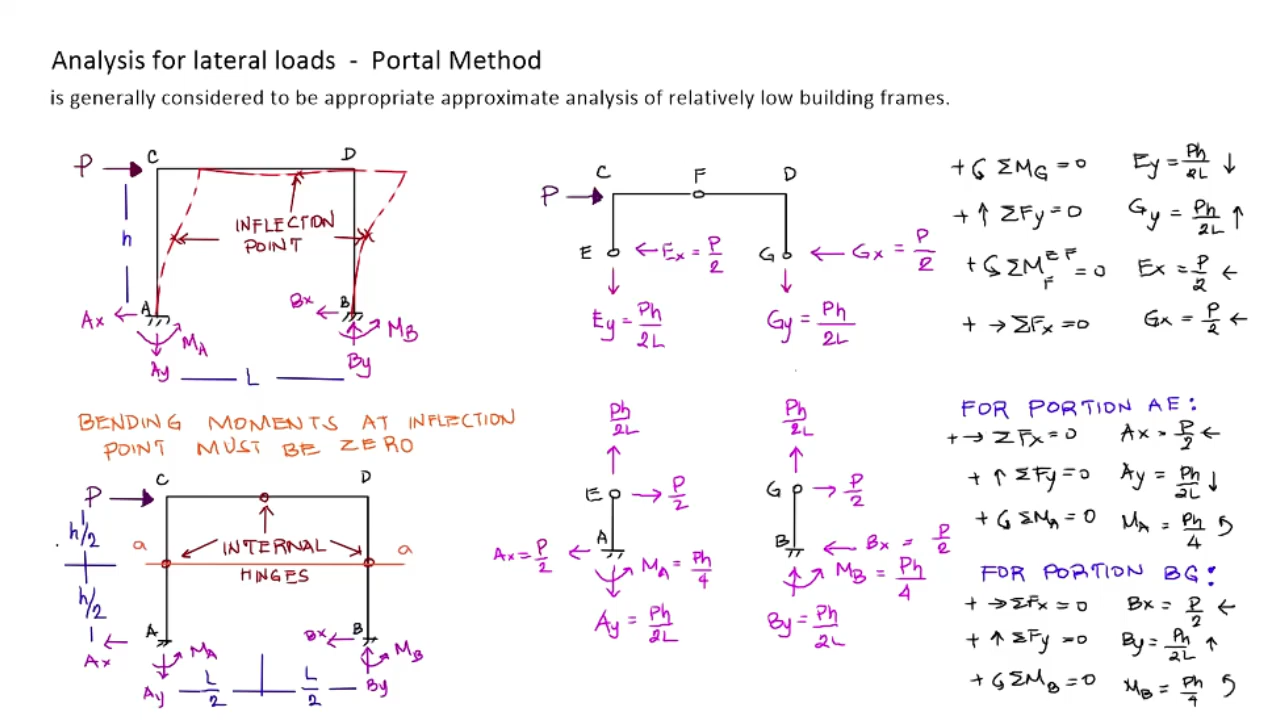 Analysis for lateral loads - Portal Method
is generally considered to be appropriate approximate analysis of relatively low building frames.
P
C
D
h
INFLECTION
POINT
A
B
Ax
MA
Ay
Bx
MB
By
L
BENDING MOMENTS AT INFLECTION
POINT MUST BE ZERO
P
C
D
h/2
a
INTERNAL
HINGES
a
h/2
A
B
Ax
MA
Ay
Bx
MB
By
L/2
L/2
P
C
F
D
E
Ex = P/2
G
Gx = P/2
Ey = Ph/2L
Gy = Ph/2L
Ph/2L
E
P/2
A
Ax = P/2
MA = Ph/4
Ay = Ph/2L
Ph/2L
G
P/2
B
Bx = P/2
MB = Ph/4
By = Ph/2L
+ ↺ ΣMG = 0 Ey = Ph/2L ↓
+ ↑ ΣFy = 0 Gy = Ph/2L ↑
+ ↺ ΣM_F^EF = 0 Ex = P/2 ←
+ → ΣFx = 0 Gx = P/2 ←
FOR PORTION AE:
+ → ΣFx = 0 Ax = P/2 ←
+ ↑ ΣFy = 0 Ay = Ph/2L ↓
+ ↺ ΣMA = 0 MA = Ph/4 ↺
FOR PORTION BG:
+ → ΣFx = 0 Bx = P/2 ←
+ ↑ ΣFy = 0 By = Ph/2L ↑
+ ↺ ΣMB = 0 MB = Ph/4 ↺